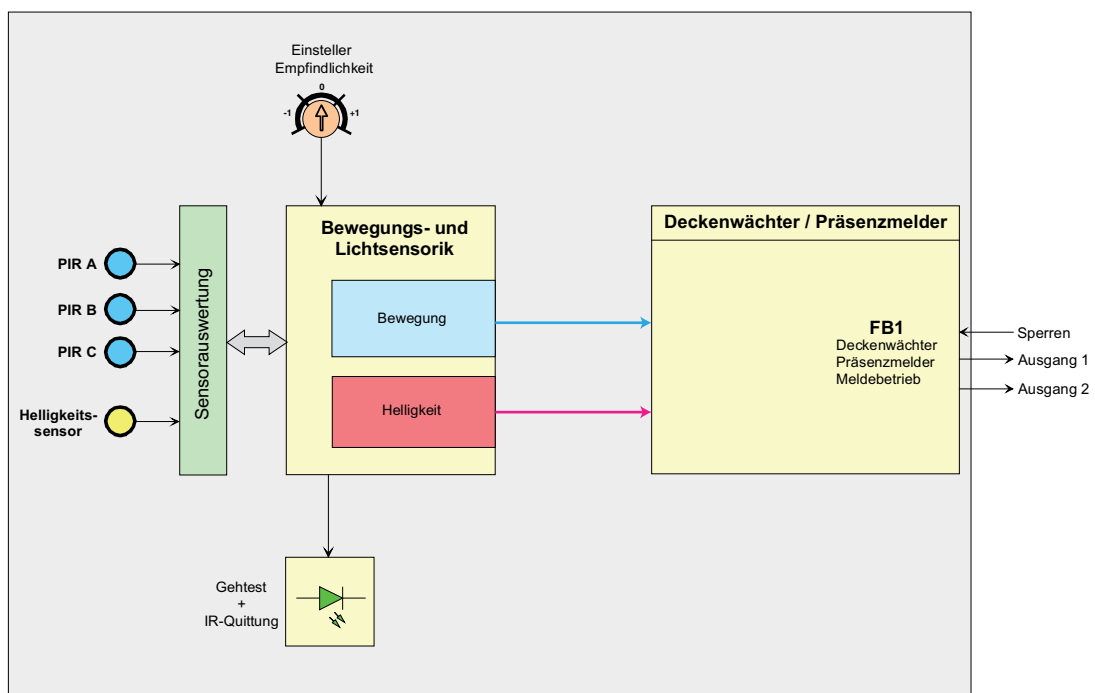 Einsteller
Empfindlichkeit
0
-1
+1
Bewegungs- und
Lichtsensorik
Deckenwächter / Präsenzmelder
PIR A
PIR B
PIR C
Helligkeits-
sensor
Sensorauswertung
Bewegung
Helligkeit
FB1
Deckenwächter
Präsenzmelder
Meldebetrieb
Sperren
Ausgang 1
Ausgang 2
Gehtest
+
IR-Quittung